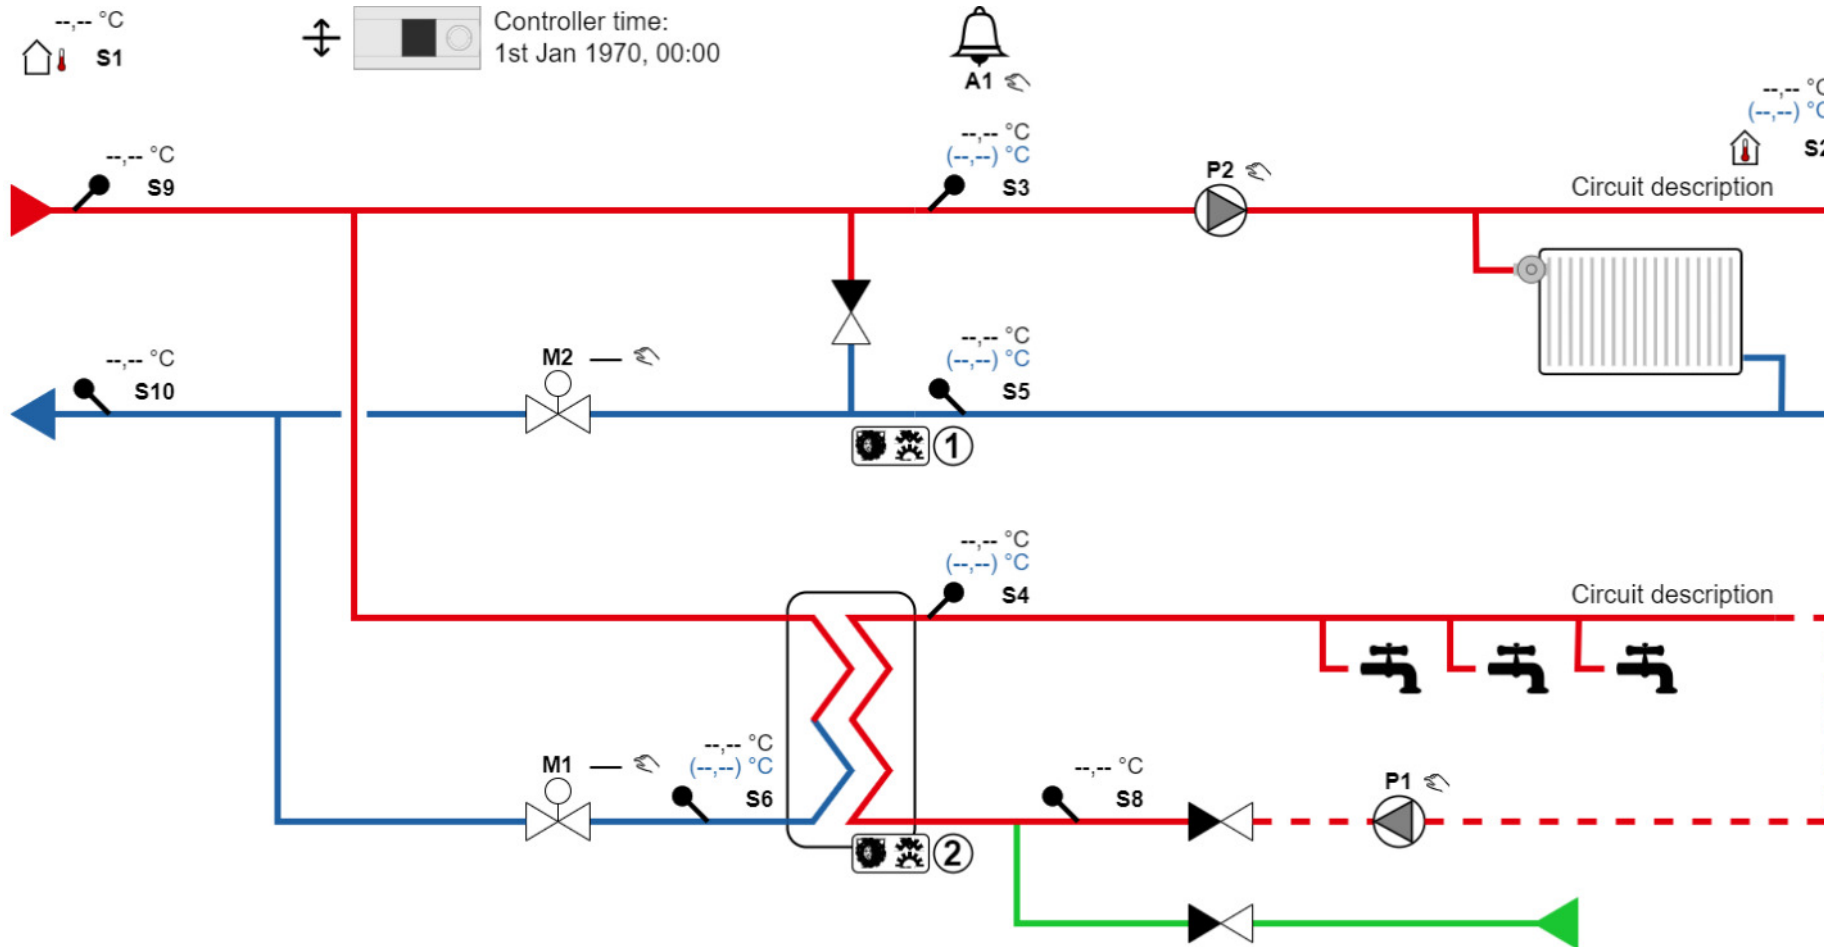 --,-- °C
S1
Controller time:
1st Jan 1970, 00:00
A1
--,-- °C
(--,--) °C
S2
--,-- °C
S9
--,-- °C
(--,--) °C
S3
P2
Circuit description
--,-- °C
S10
M2
--,-- °C
(--,--) °C
S5
1
--,-- °C
(--,--) °C
S4
Circuit description
M1
--,-- °C
(--,--) °C
S6
--,-- °C
S8
P1
2